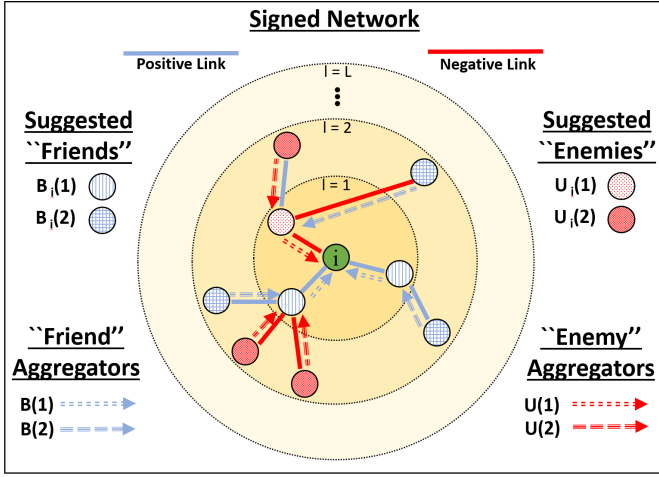 Signed Network
Positive Link
Negative Link
l = L
l = 2
l = 1
i
Suggested
``Friends''
B i(1)
B i(2)
Suggested
``Enemies''
U i(1)
U i(2)
``Friend''
Aggregators
B(1)
B(2)
``Enemy''
Aggregators
U(1)
U(2)